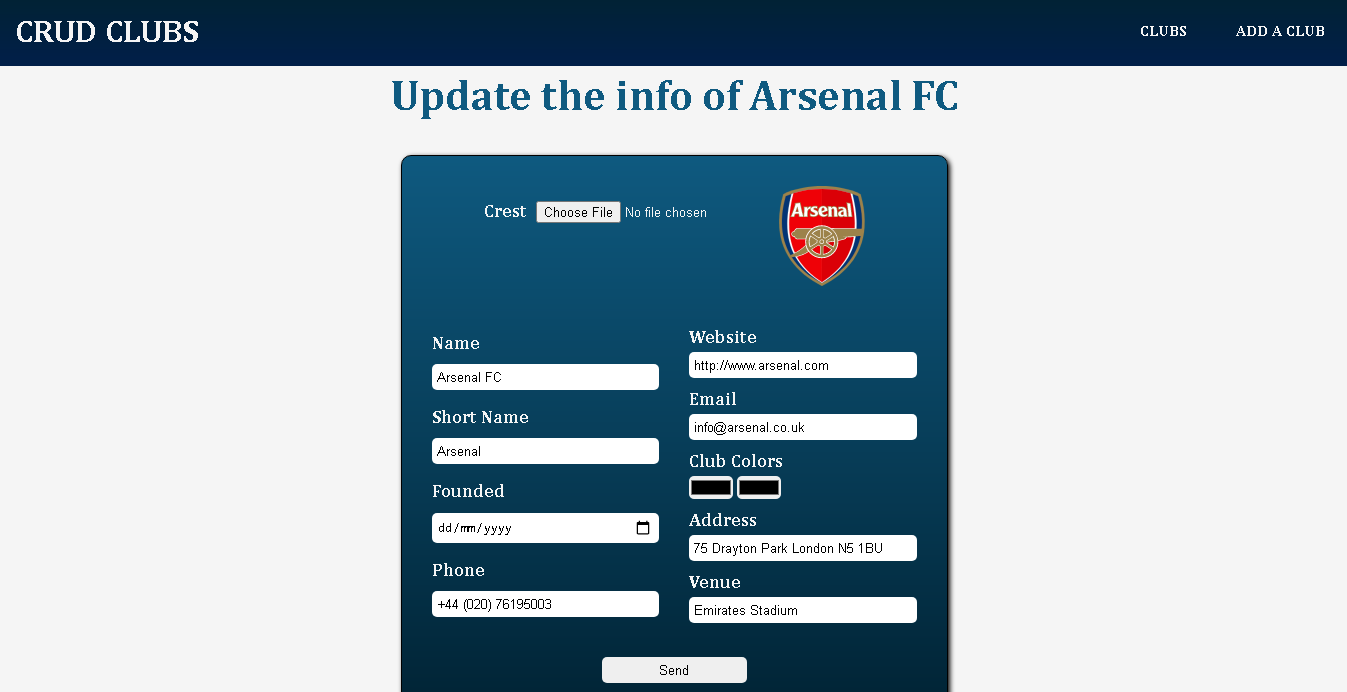 CRUD CLUBS
CLUBS
ADD A CLUB
Update the info of Arsenal FC
Crest
Choose File No file chosen
Arsenal
Name
Arsenal FC
Short Name
Arsenal
Founded
dd/mm/yyyy
Phone
+44 (020) 76195003
Website
http://www.arsenal.com
Email
info@arsenal.co.uk
Club Colors
Address
75 Drayton Park London N5 1BU
Venue
Emirates Stadium
Send